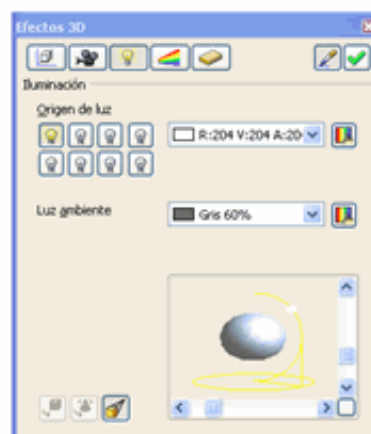 Efectos 3D
Iluminación
Origen de luz
R:204 V:204 A:20
Luz ambiente
Gris 60%